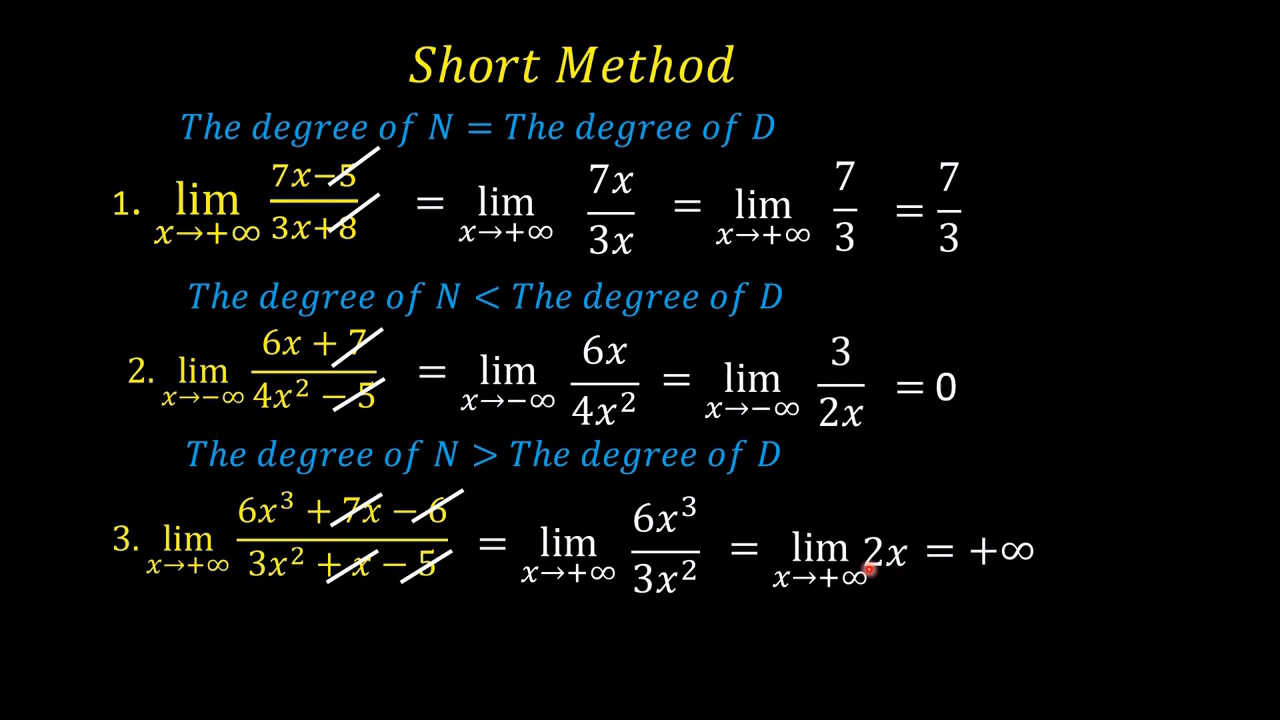 Short Method
The degree of N = The degree of D
1. lim x→+∞ (7x−5)/(3x+8) = lim x→+∞ 7x/3x = lim x→+∞ 7/3 = 7/3
The degree of N < The degree of D
2. lim x→−∞ (6x + 7)/(4x² − 5) = lim x→−∞ 6x/4x² = lim x→−∞ 3/2x = 0
The degree of N > The degree of D
3. lim x→+∞ (6x³ + 7x − 6)/(3x² + x − 5) = lim x→+∞ 6x³/3x² = lim x→+∞ 2x = +∞